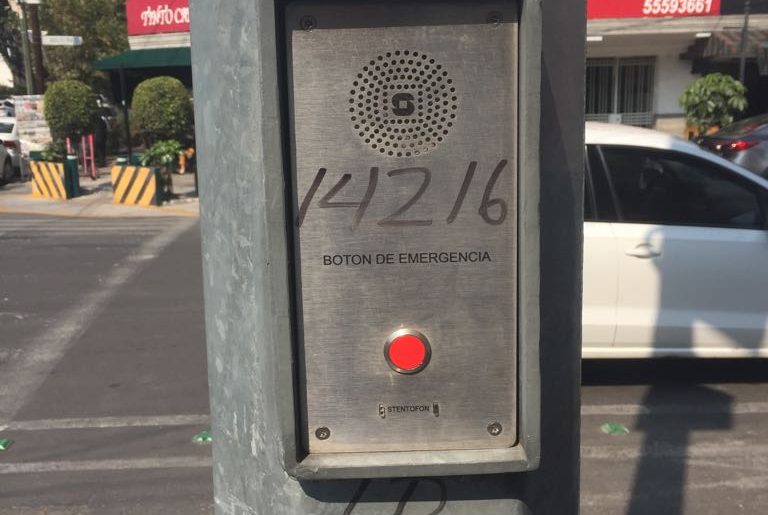 55593661
14216
BOTON DE EMERGENCIA
STENTOFON